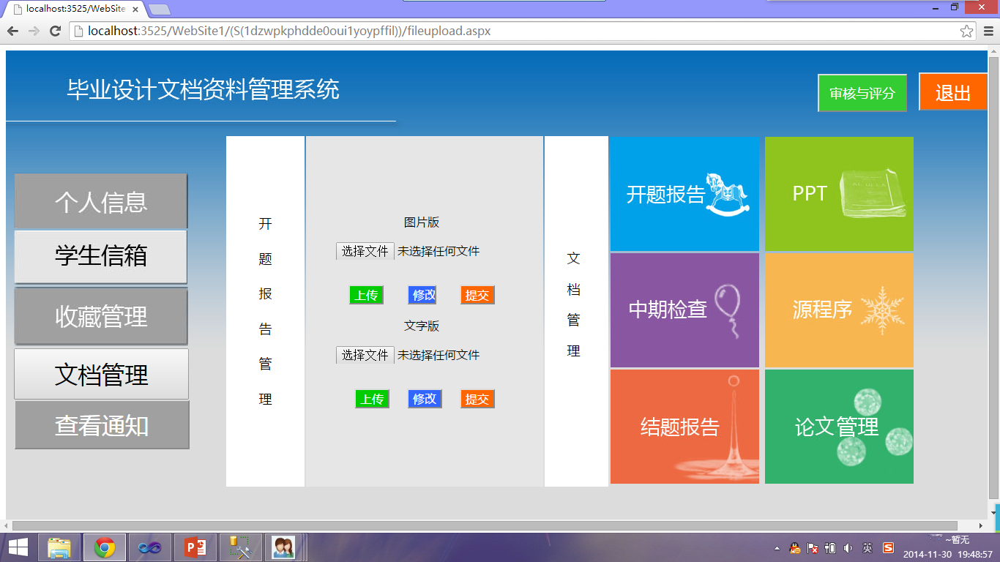 localhost:3525/WebSite
localhost:3525/WebSite1/(S(1dzwpkphdde0oui1yoypffil))/fileupload.aspx
毕业设计文档资料管理系统
审核与评分
退出
个人信息
学生信箱
收藏管理
文档管理
查看通知
开
题
报
告
管
理
图片版
选择文件 未选择任何文件
上传 修改 提交
文字版
选择文件 未选择任何文件
上传 修改 提交
文
档
管
理
开题报告
PPT
中期检查
源程序
结题报告
论文管理
英
~暂无
2014-11-30 19:48:57